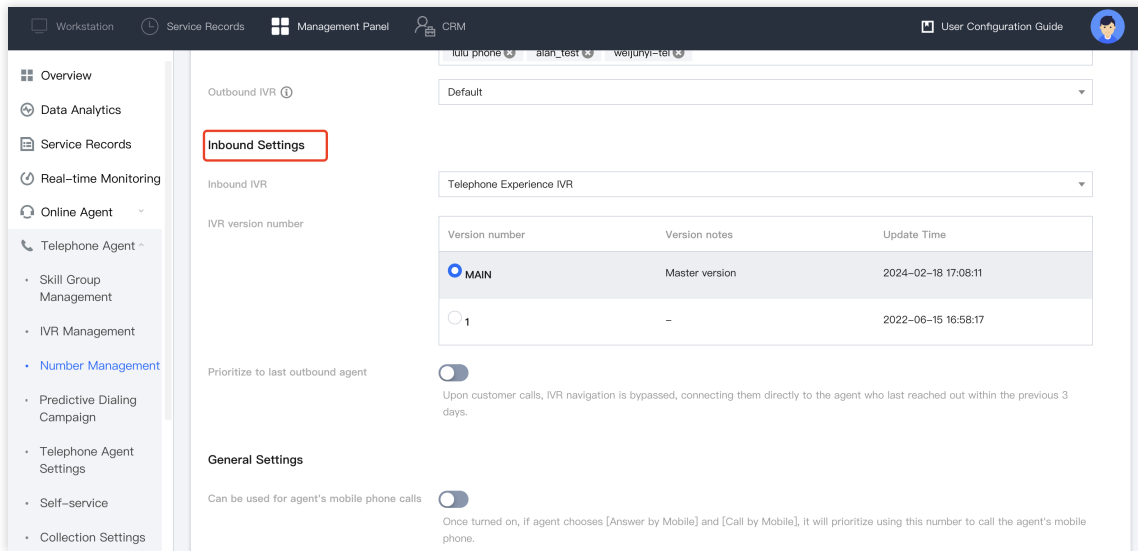 Workstation Service Records Management Panel CRM User Configuration Guide
lulu phone alan_test weijunyi-tel
Overview
Data Analytics
Service Records
Real-time Monitoring
Online Agent
Telephone Agent
Skill Group
Management
IVR Management
Number Management
Predictive Dialing
Campaign
Telephone Agent
Settings
Self-service
Collection Settings
Outbound IVR Default
Inbound Settings
Inbound IVR Telephone Experience IVR
IVR version number
Version number Version notes Update Time
MAIN Master version 2024-02-18 17:08:11
1 – 2022-06-15 16:58:17
Prioritize to last outbound agent
Upon customer calls, IVR navigation is bypassed, connecting them directly to the agent who last reached out within the previous 3
days.
General Settings
Can be used for agent's mobile phone calls
Once turned on, if agent chooses [Answer by Mobile] and [Call by Mobile], it will prioritize using this number to call the agent's mobile
phone.